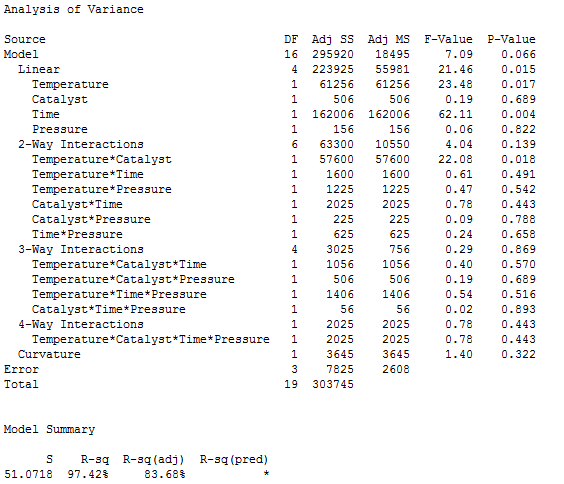 Analysis of Variance
Source DF Adj SS Adj MS F-Value P-Value
Model 16 295920 18495 7.09 0.066
Linear 4 223925 55981 21.46 0.015
Temperature 1 61256 61256 23.48 0.017
Catalyst 1 506 506 0.19 0.689
Time 1 162006 162006 62.11 0.004
Pressure 1 156 156 0.06 0.822
2-Way Interactions 6 63300 10550 4.04 0.139
Temperature*Catalyst 1 57600 57600 22.08 0.018
Temperature*Time 1 1600 1600 0.61 0.491
Temperature*Pressure 1 1225 1225 0.47 0.542
Catalyst*Time 1 2025 2025 0.78 0.443
Catalyst*Pressure 1 225 225 0.09 0.788
Time*Pressure 1 625 625 0.24 0.658
3-Way Interactions 4 3025 756 0.29 0.869
Temperature*Catalyst*Time 1 1056 1056 0.40 0.570
Temperature*Catalyst*Pressure 1 506 506 0.19 0.689
Temperature*Time*Pressure 1 1406 1406 0.54 0.516
Catalyst*Time*Pressure 1 56 56 0.02 0.893
4-Way Interactions 1 2025 2025 0.78 0.443
Temperature*Catalyst*Time*Pressure 1 2025 2025 0.78 0.443
Curvature 1 3645 3645 1.40 0.322
Error 3 7825 2608
Total 19 303745
Model Summary
S R-sq R-sq(adj) R-sq(pred)
51.0718 97.42% 83.68% *